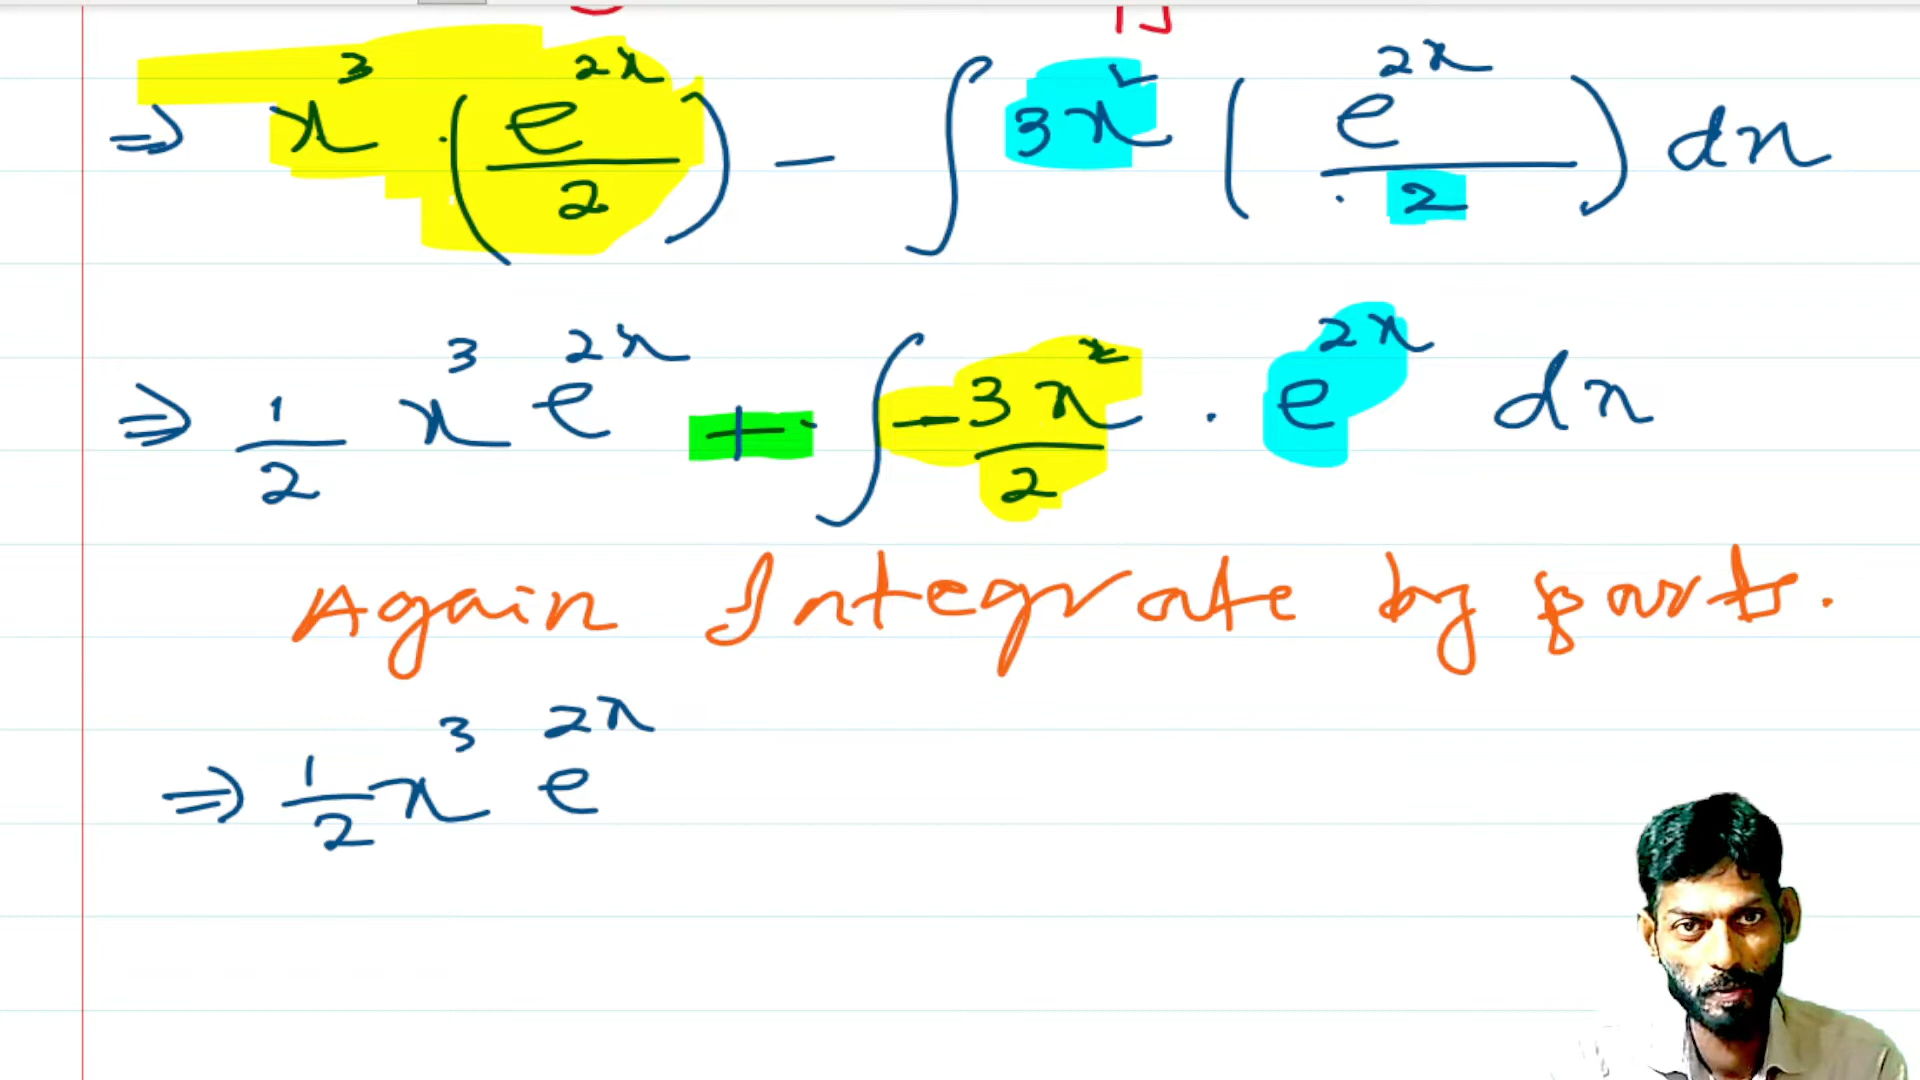 ⇒ x³ · (e²ˣ/2) − ∫ 3x² (e²ˣ/2) dx
⇒ 1/2 x³ e²ˣ + ∫ −3x²/2 · e²ˣ dx
Again Integrate by parts.
⇒ 1/2 x³ e²ˣ